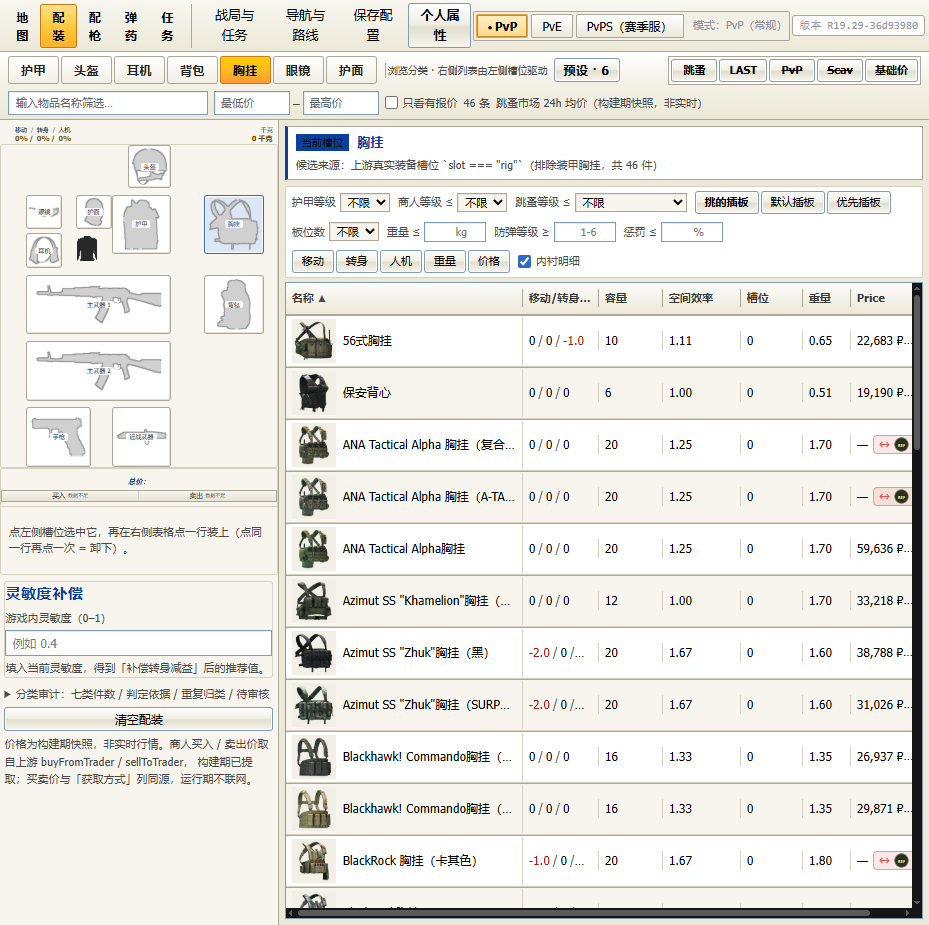 地图
配装
配枪
弹药
任务
战局与任务
导航与路线
保存配置
个人属性
• PvP
PvE
PvPS（赛季服）
模式：PvP（常规）
版本 R19.29-36d93980
护甲
头盔
耳机
背包
胸挂
眼镜
护面
浏览分类 · 右侧列表由左侧槽位驱动
预设 · 6
跳蚤
LAST
PvP
Scav
基础价
输入物品名称筛选...
最低价
–
最高价
只看有报价 46 条 跳蚤市场 24h 均价（构建期快照，非实时）
移动 / 转身 / 人机
0% / 0% / 0%
千克
0 千克
头盔
眼镜
护面
护甲
胸挂
耳机
主武器 1
背包
主武器 2
手枪
近战武器
总价：
买入 数据不足
卖出 数据不足
点左侧槽位选中它，再在右侧表格点一行装上（点同一行再点一次 = 卸下）。
灵敏度补偿
游戏内灵敏度（0–1）
例如 0.4
填入当前灵敏度，得到「补偿转身减益」后的推荐值。
▶ 分类审计：七类件数 / 判定依据 / 重复归类 / 待审核
清空配装
价格为构建期快照，非实时行情。商人买入 / 卖出价取
自上游 buyFromTrader / sellToTrader， 构建期已提
取；买卖价与「获取方式」列同源，运行期不联网。
当前槽位 胸挂
候选来源：上游真实装备槽位 `slot === "rig"`（排除装甲胸挂，共 46 件）
护甲等级 不限 商人等级 ≤ 不限 跳蚤等级 ≤ 不限 挑的插板 默认插板 优先插板
板位数 不限 重量 ≤ kg 防弹等级 ≥ 1-6 惩罚 ≤ %
移动 转身 人机 重量 价格 内衬明细
名称 ▲ 移动/转身... 容量 空间效率 槽位 重量 Price
56式胸挂 0 / 0 / -1.0 10 1.11 0 0.65 22,683 ₽...
保安背心 0 / 0 / 0 6 1.00 0 0.51 19,190 ₽...
ANA Tactical Alpha 胸挂（复合... 0 / 0 / 0 20 1.25 0 1.70 —
ANA Tactical Alpha 胸挂（A-TA... 0 / 0 / 0 20 1.25 0 1.70 —
ANA Tactical Alpha胸挂 0 / 0 / 0 20 1.25 0 1.70 59,636 ₽...
Azimut SS "Khamelion"胸挂（... 0 / 0 / 0 12 1.00 0 1.70 33,218 ₽...
Azimut SS "Zhuk"胸挂（黑） -2.0 / 0 /... 20 1.67 0 1.60 38,788 ₽...
Azimut SS "Zhuk"胸挂（SURP... -2.0 / 0 /... 20 1.67 0 1.60 31,026 ₽...
Blackhawk! Commando胸挂（... 0 / 0 / 0 16 1.33 0 1.35 26,937 ₽...
Blackhawk! Commando胸挂（... 0 / 0 / 0 16 1.33 0 1.35 29,871 ₽...
BlackRock 胸挂（卡其色） -1.0 / 0 /... 20 1.67 0 1.80 —